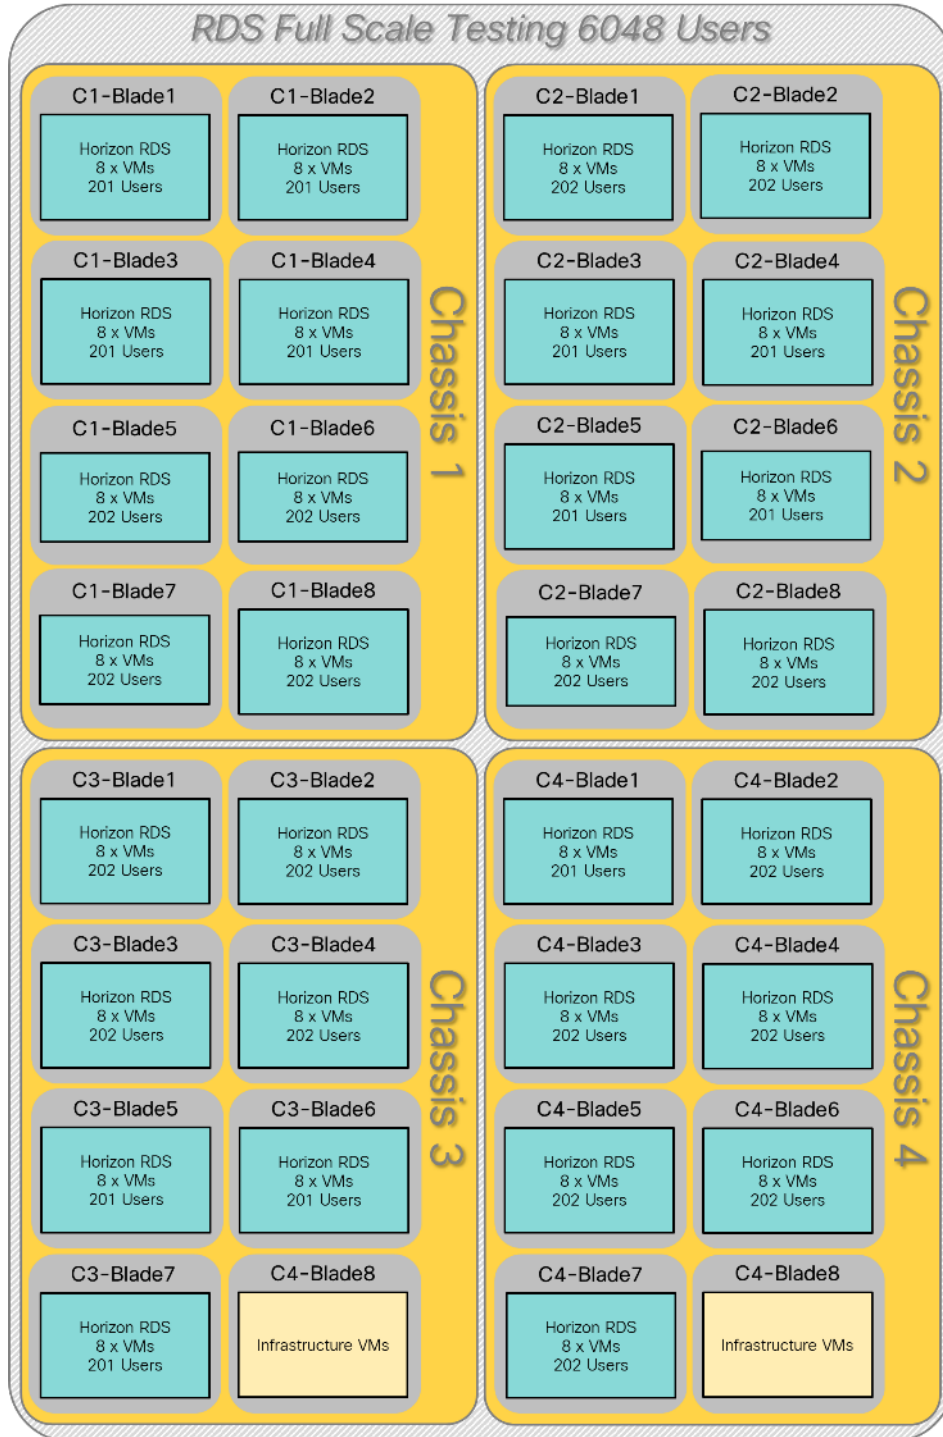 RDS Full Scale Testing 6048 Users
C1-Blade1
Horizon RDS
8 x VMs
201 Users
C1-Blade2
Horizon RDS
8 x VMs
201 Users
C1-Blade3
Horizon RDS
8 x VMs
201 Users
C1-Blade4
Horizon RDS
8 x VMs
201 Users
C1-Blade5
Horizon RDS
8 x VMs
202 Users
C1-Blade6
Horizon RDS
8 x VMs
202 Users
C1-Blade7
Horizon RDS
8 x VMs
202 Users
C1-Blade8
Horizon RDS
8 x VMs
202 Users
Chassis 1
C2-Blade1
Horizon RDS
8 x VMs
202 Users
C2-Blade2
Horizon RDS
8 x VMs
202 Users
C2-Blade3
Horizon RDS
8 x VMs
201 Users
C2-Blade4
Horizon RDS
8 x VMs
201 Users
C2-Blade5
Horizon RDS
8 x VMs
201 Users
C2-Blade6
Horizon RDS
8 x VMs
201 Users
C2-Blade7
Horizon RDS
8 x VMs
202 Users
C2-Blade8
Horizon RDS
8 x VMs
202 Users
Chassis 2
C3-Blade1
Horizon RDS
8 x VMs
202 Users
C3-Blade2
Horizon RDS
8 x VMs
202 Users
C3-Blade3
Horizon RDS
8 x VMs
202 Users
C3-Blade4
Horizon RDS
8 x VMs
202 Users
C3-Blade5
Horizon RDS
8 x VMs
201 Users
C3-Blade6
Horizon RDS
8 x VMs
201 Users
C3-Blade7
Horizon RDS
8 x VMs
201 Users
C4-Blade8
Infrastructure VMs
Chassis 3
C4-Blade1
Horizon RDS
8 x VMs
201 Users
C4-Blade2
Horizon RDS
8 x VMs
202 Users
C4-Blade3
Horizon RDS
8 x VMs
202 Users
C4-Blade4
Horizon RDS
8 x VMs
202 Users
C4-Blade5
Horizon RDS
8 x VMs
202 Users
C4-Blade6
Horizon RDS
8 x VMs
202 Users
C4-Blade7
Horizon RDS
8 x VMs
202 Users
C4-Blade8
Infrastructure VMs
Chassis 4